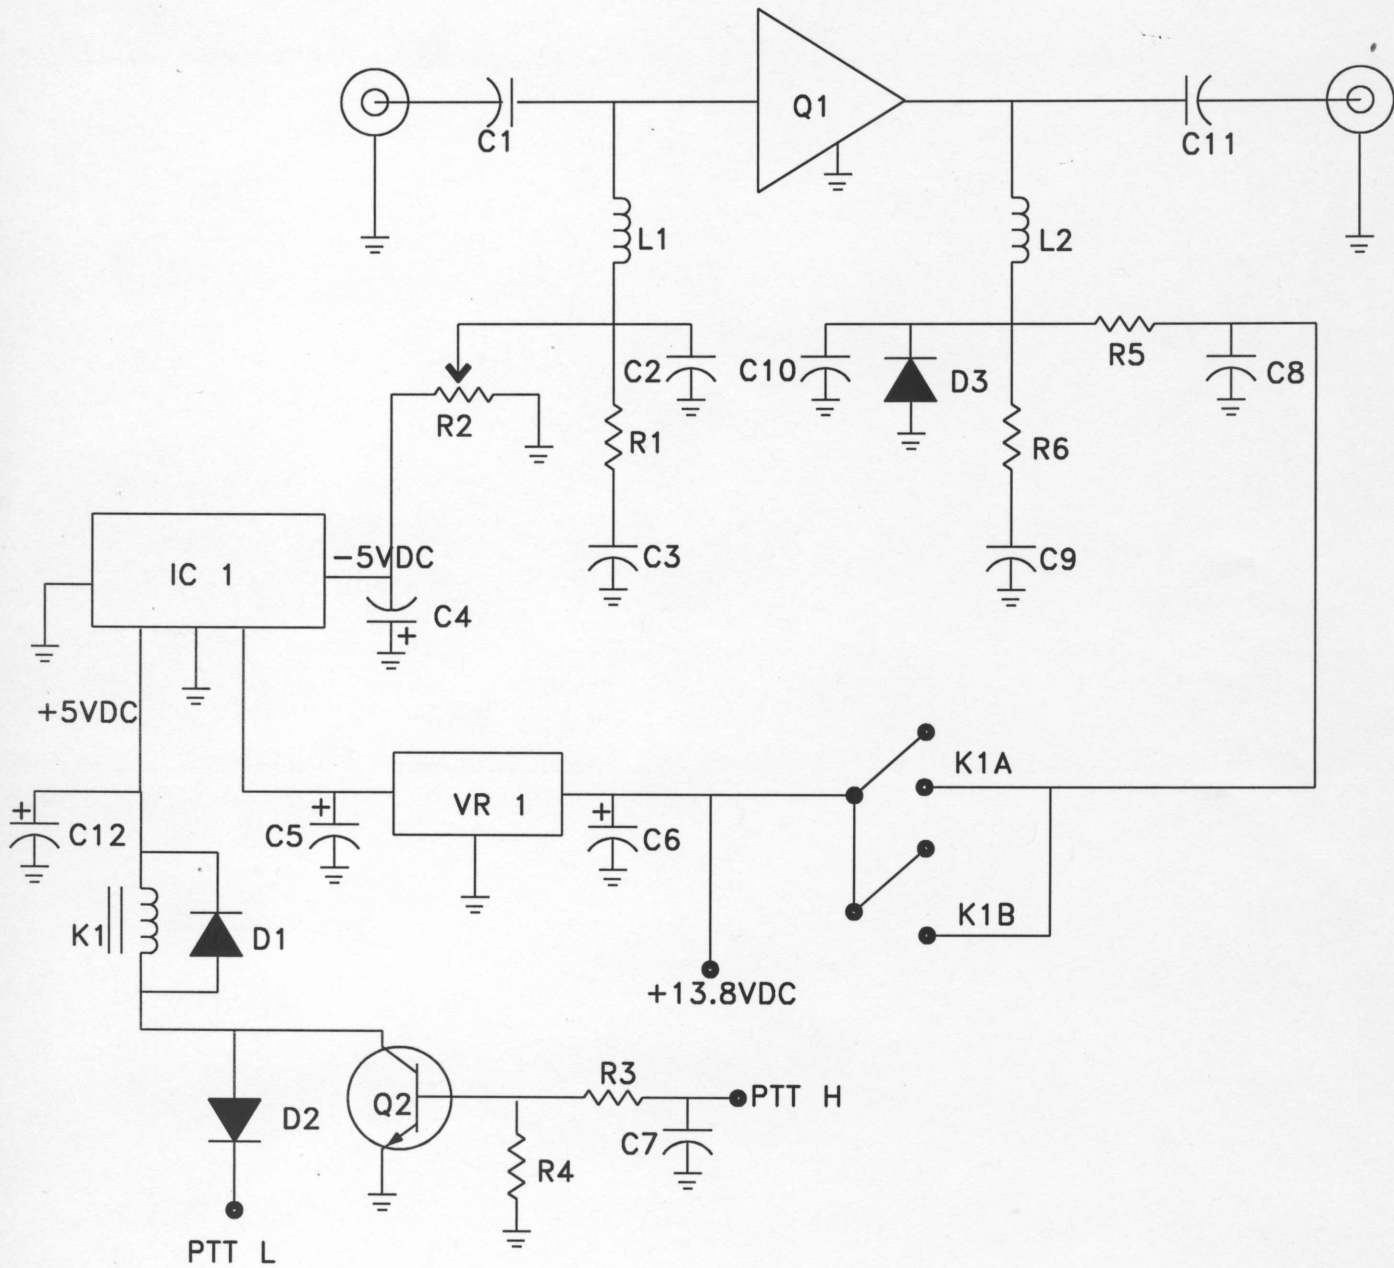 Q1
C1
C11
L1
L2
C2
C10
D3
R5
C8
R2
R1
R6
-5VDC
IC 1
C3
C9
C4
+
+5VDC
K1A
+
+
+
C12
C5
VR 1
C6
K1B
K1
D1
+13.8VDC
R3
PTT H
Q2
D2
C7
R4
PTT L